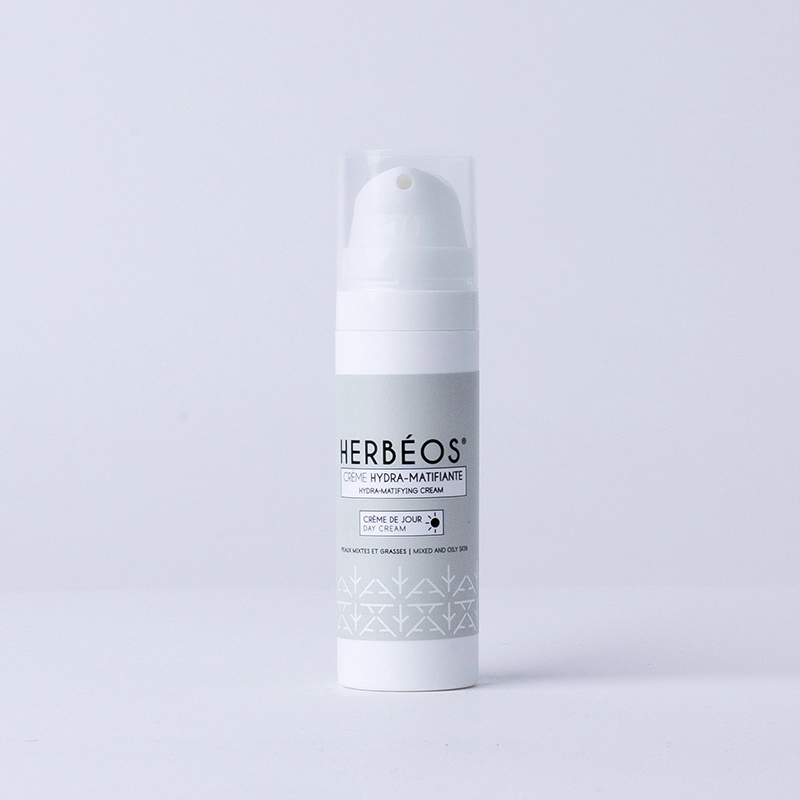 HERBÉOS®
CRÈME HYDRA-MATIFIANTE
HYDRA-MATIFYING CREAM
CRÈME DE JOUR
DAY CREAM
PEAUX MIXTES ET GRASSES | MIXED AND OILY SKIN